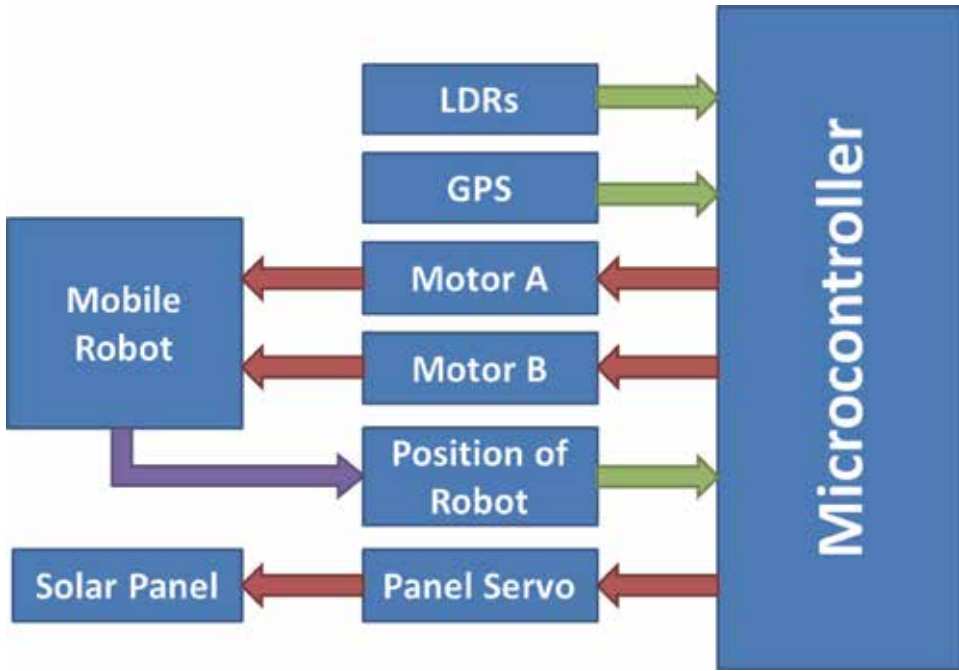 LDRs
GPS
Motor A
Mobile
Robot
Motor B
Position of
Robot
Solar Panel
Panel Servo
Microcontroller